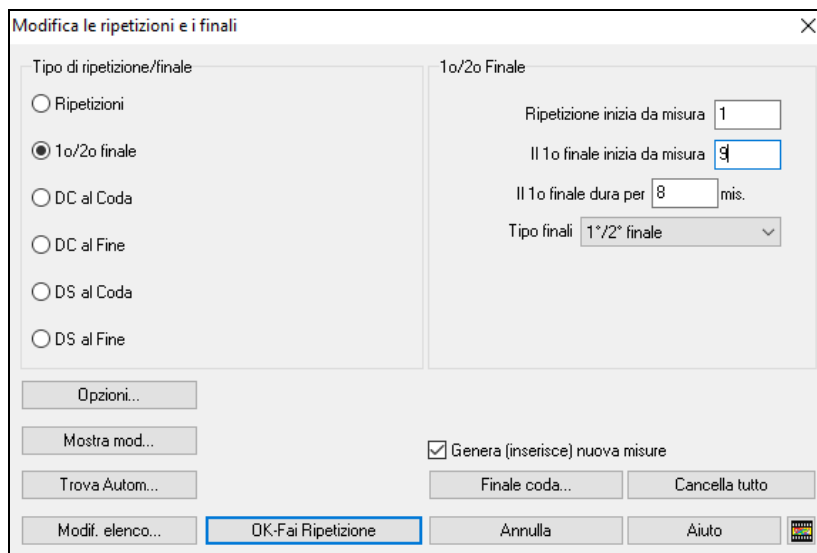 Modifica le ripetizioni e i finali
Tipo di ripetizione/finale
Ripetizioni
1o/2o finale
DC al Coda
DC al Fine
DS al Coda
DS al Fine
1o/2o Finale
Ripetizione inizia da misura 1
Il 1o finale inizia da misura 9
Il 1o finale dura per 8 mis.
Tipo finali 1°/2° finale
Opzioni...
Mostra mod...
Genera (inserisce) nuova misure
Trova Autom...
Finale coda...
Cancella tutto
Modif. elenco...
OK-Fai Ripetizione
Annulla
Aiuto